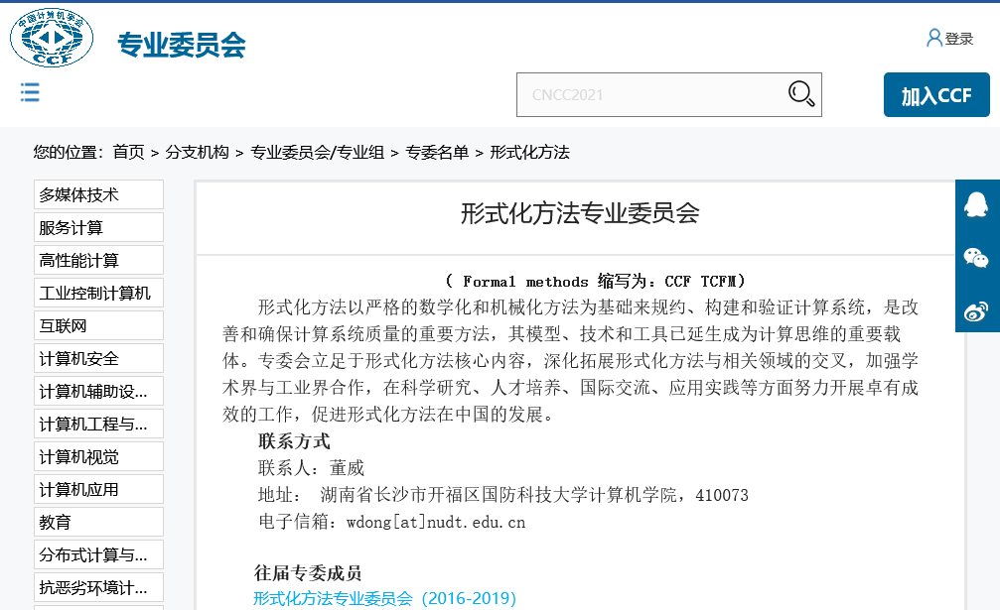 中国计算机学会
CCF
专业委员会
登录
CNCC2021
加入CCF
您的位置：首页 > 分支机构 > 专业委员会/专业组 > 专委名单 > 形式化方法
多媒体技术
服务计算
高性能计算
工业控制计算机
互联网
计算机安全
计算机辅助设...
计算机工程与...
计算机视觉
计算机应用
教育
分布式计算与...
抗恶劣环境计...
形式化方法专业委员会
( Formal methods 缩写为：CCF TCFM)
形式化方法以严格的数学化和机械化方法为基础来规约、构建和验证计算系统，是改
善和确保计算系统质量的重要方法，其模型、技术和工具已延生成为计算思维的重要载
体。专委会立足于形式化方法核心内容，深化拓展形式化方法与相关领域的交叉，加强学
术界与工业界合作，在科学研究、人才培养、国际交流、应用实践等方面努力开展卓有成
效的工作，促进形式化方法在中国的发展。
联系方式
联系人：董威
地址： 湖南省长沙市开福区国防科技大学计算机学院，410073
电子信箱：wdong[at]nudt.edu.cn
往届专委成员
形式化方法专业委员会（2016-2019）